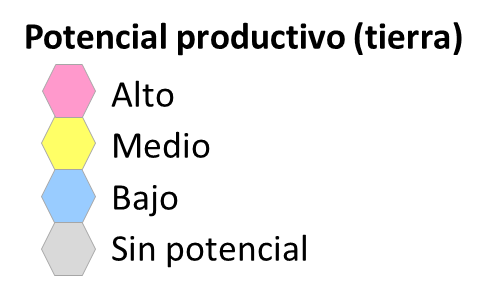 Potencial productivo (tierra)
Alto
Medio
Bajo
Sin potencial